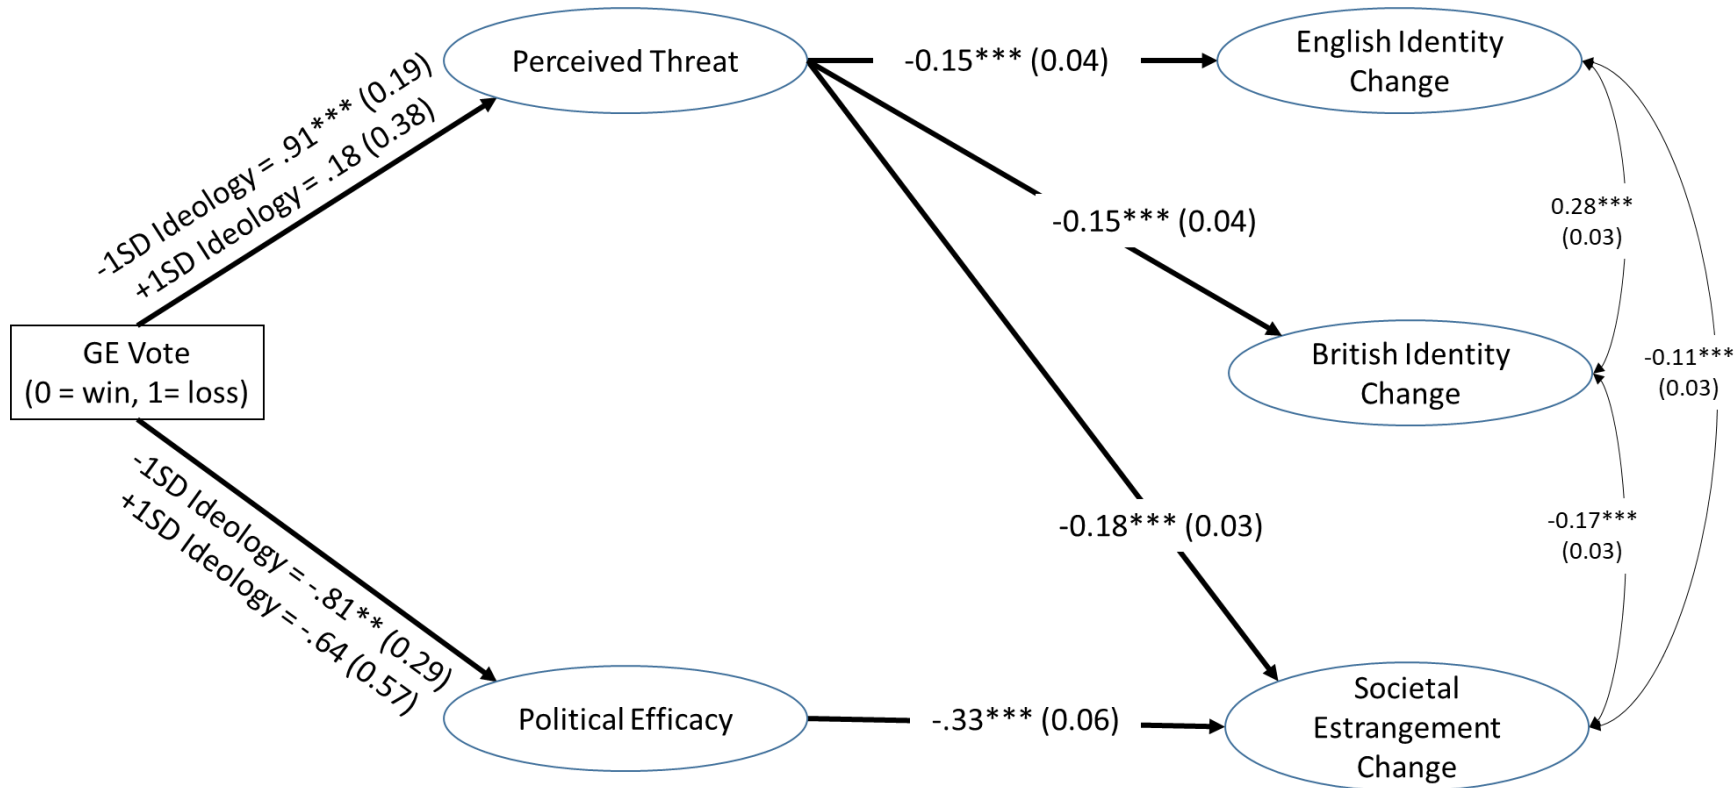 Perceived Threat
-0.15*** (0.04)
English Identity
Change
-1SD Ideology = .91*** (0.19)
+1SD Ideology = .18 (0.38)
-0.15*** (0.04)
0.28***
(0.03)
GE Vote
(0 = win, 1= loss)
British Identity
Change
-0.11***
(0.03)
-1SD Ideology = -.81** (0.29)
+1SD Ideology = -.64 (0.57)
-0.18*** (0.03)
-0.17***
(0.03)
Political Efficacy
-.33*** (0.06)
Societal
Estrangement
Change